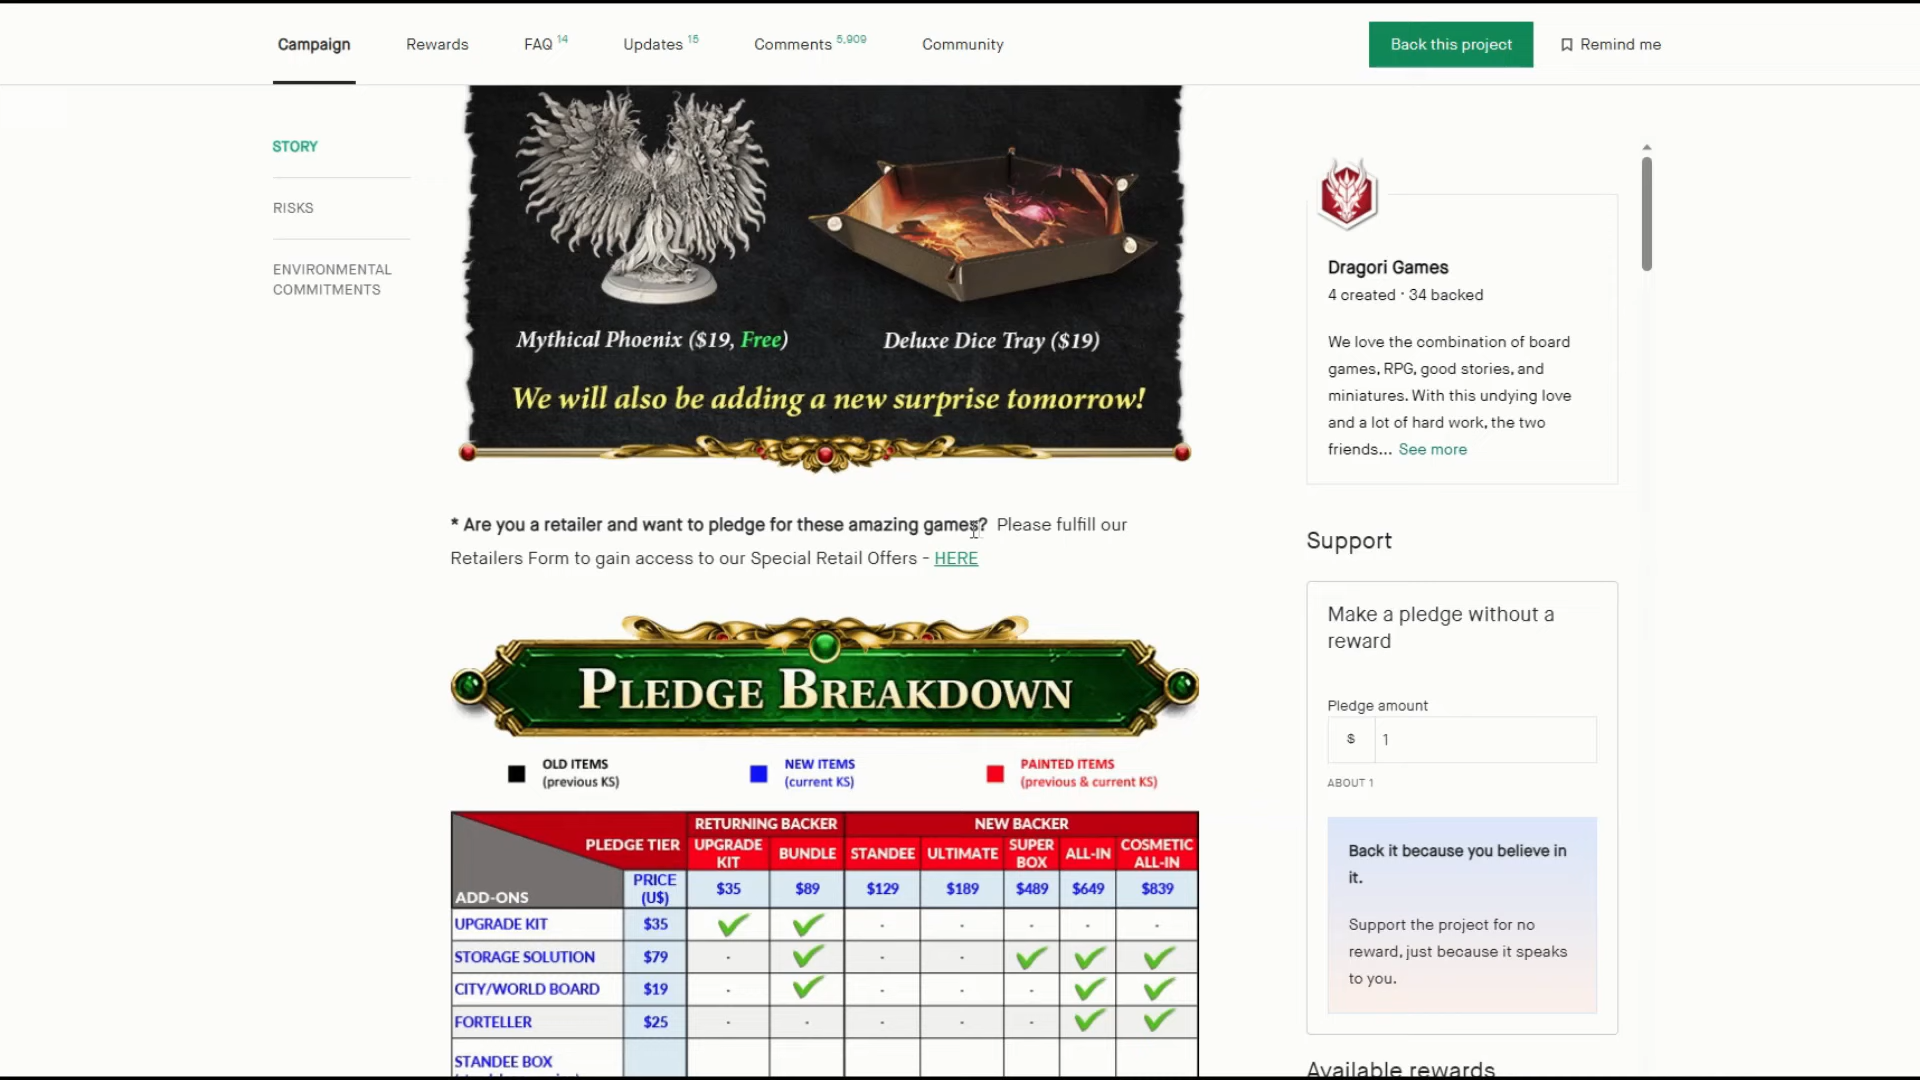 Campaign
Rewards
FAQ 14
Updates 15
Comments 5,909
Community
Back this project
Remind me
STORY
RISKS
ENVIRONMENTAL
COMMITMENTS
Mythical Phoenix ($19, Free)
Deluxe Dice Tray ($19)
We will also be adding a new surprise tomorrow!
* Are you a retailer and want to pledge for these amazing games? Please fulfill our
Retailers Form to gain access to our Special Retail Offers - HERE
PLEDGE BREAKDOWN
OLD ITEMS
(previous KS)
NEW ITEMS
(current KS)
PAINTED ITEMS
(previous & current KS)
PLEDGE TIER
RETURNING BACKER
NEW BACKER
UPGRADE
KIT
BUNDLE
STANDEE
ULTIMATE
SUPER
BOX
ALL-IN
COSMETIC
ALL-IN
ADD-ONS
PRICE
(U$)
$35
$89
$129
$189
$489
$649
$839
UPGRADE KIT $35 - - - - -
STORAGE SOLUTION $79 - - -
CITY/WORLD BOARD $19 - - - -
FORTELLER $25 - - - - -
STANDEE BOX
Dragori Games
4 created · 34 backed
We love the combination of board
games, RPG, good stories, and
miniatures. With this undying love
and a lot of hard work, the two
friends... See more
Support
Make a pledge without a
reward
Pledge amount
$ 1
ABOUT 1
Back it because you believe in
it.
Support the project for no
reward, just because it speaks
to you.
Available rewards